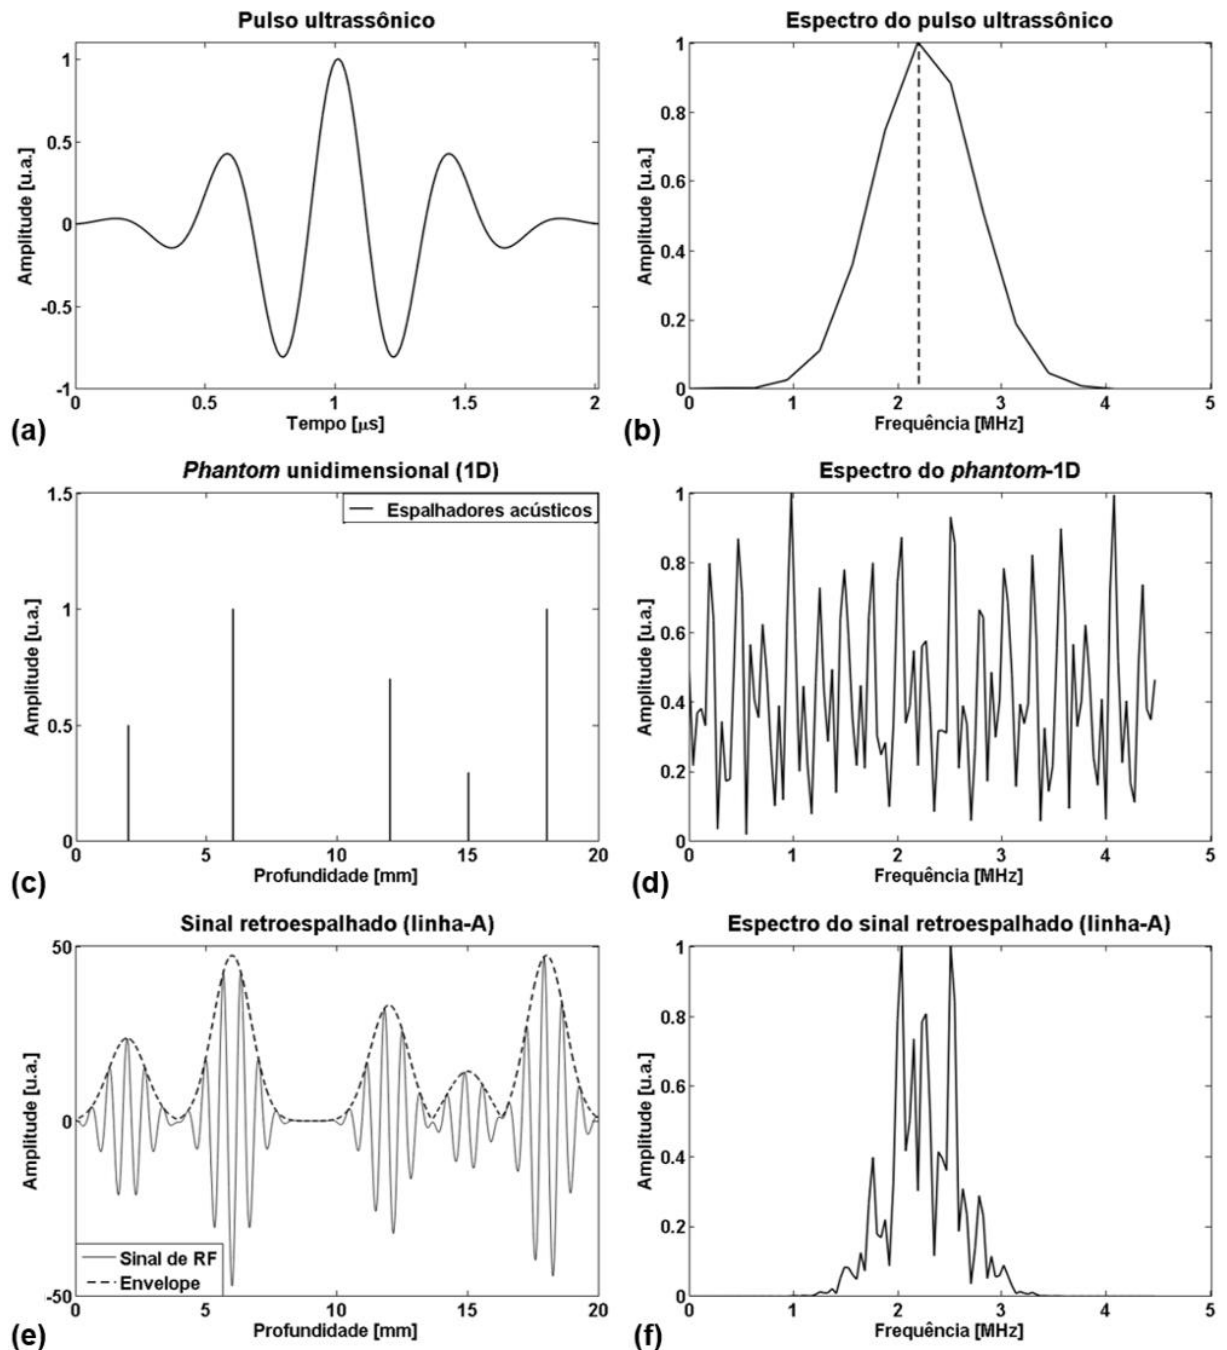 Pulso ultrassônico
Amplitude [u.a.]
1
0.5
0
-0.5
-1
0 0.5 1 1.5 2
Tempo [μs]
(a)
Espectro do pulso ultrassônico
Amplitude [u.a.]
1
0.8
0.6
0.4
0.2
0
0 1 2 3 4 5
Frequência [MHz]
(b)
Phantom unidimensional (1D)
Espalhadores acústicos
Amplitude [u.a.]
1.5
1
0.5
0
0 5 10 15 20
Profundidade [mm]
(c)
Espectro do phantom-1D
Amplitude [u.a.]
1
0.8
0.6
0.4
0.2
0
0 1 2 3 4 5
Frequência [MHz]
(d)
Sinal retroespalhado (linha-A)
Amplitude [u.a.]
50
0
-50
Sinal de RF
Envelope
0 5 10 15 20
Profundidade [mm]
(e)
Espectro do sinal retroespalhado (linha-A)
Amplitude [u.a.]
1
0.8
0.6
0.4
0.2
0
0 1 2 3 4 5
Frequência [MHz]
(f)